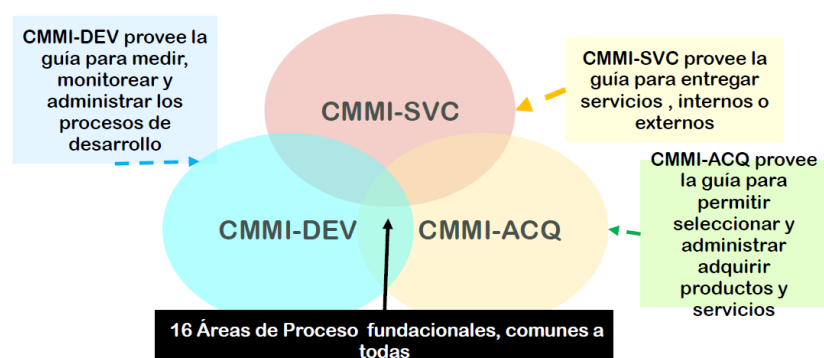 CMMI-DEV provee la
guía para medir,
monitorear y
administrar los
procesos de
desarrollo
CMMI-SVC
CMMI-SVC provee la
guía para entregar
servicios , internos o
externos
CMMI-DEV
CMMI-ACQ
CMMI-ACQ provee
la guía para
permitir
seleccionar y
administrar
adquirir
productos y
servicios
16 Áreas de Proceso fundacionales, comunes a
todas